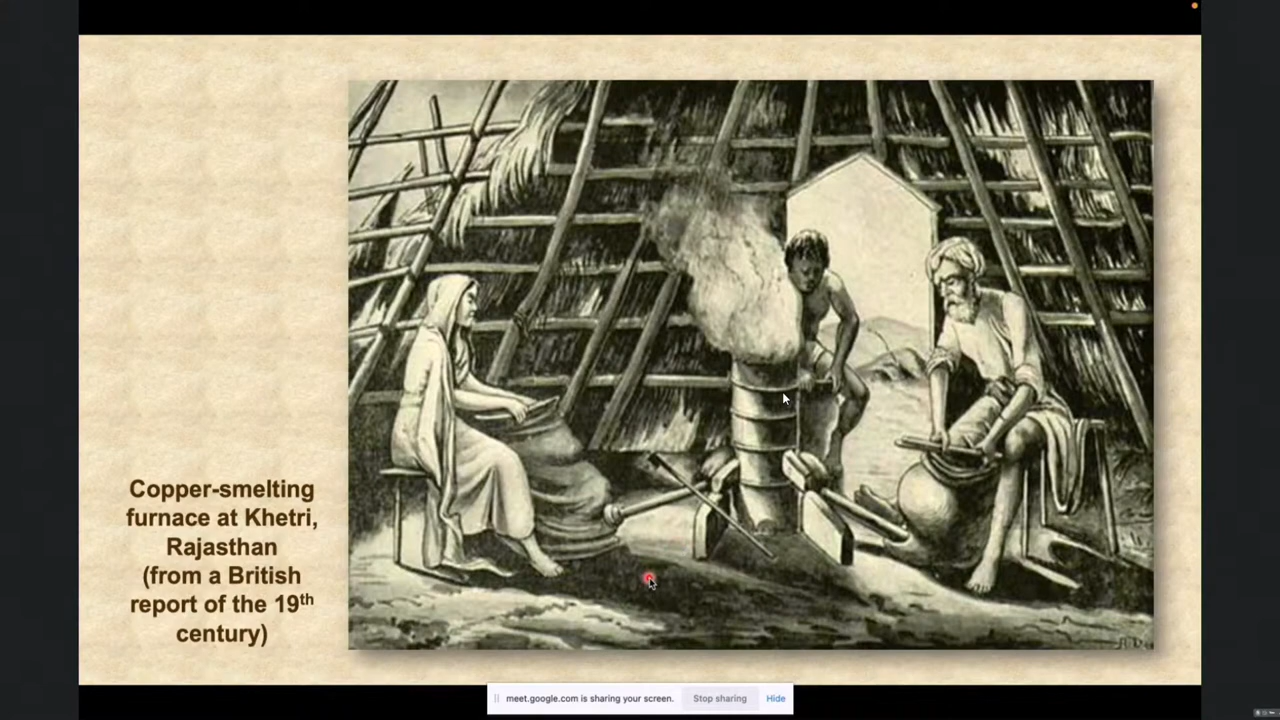 Copper-smelting
furnace at Khetri,
Rajasthan
(from a British
report of the 19th
century)
meet.google.com is sharing your screen. Stop sharing Hide